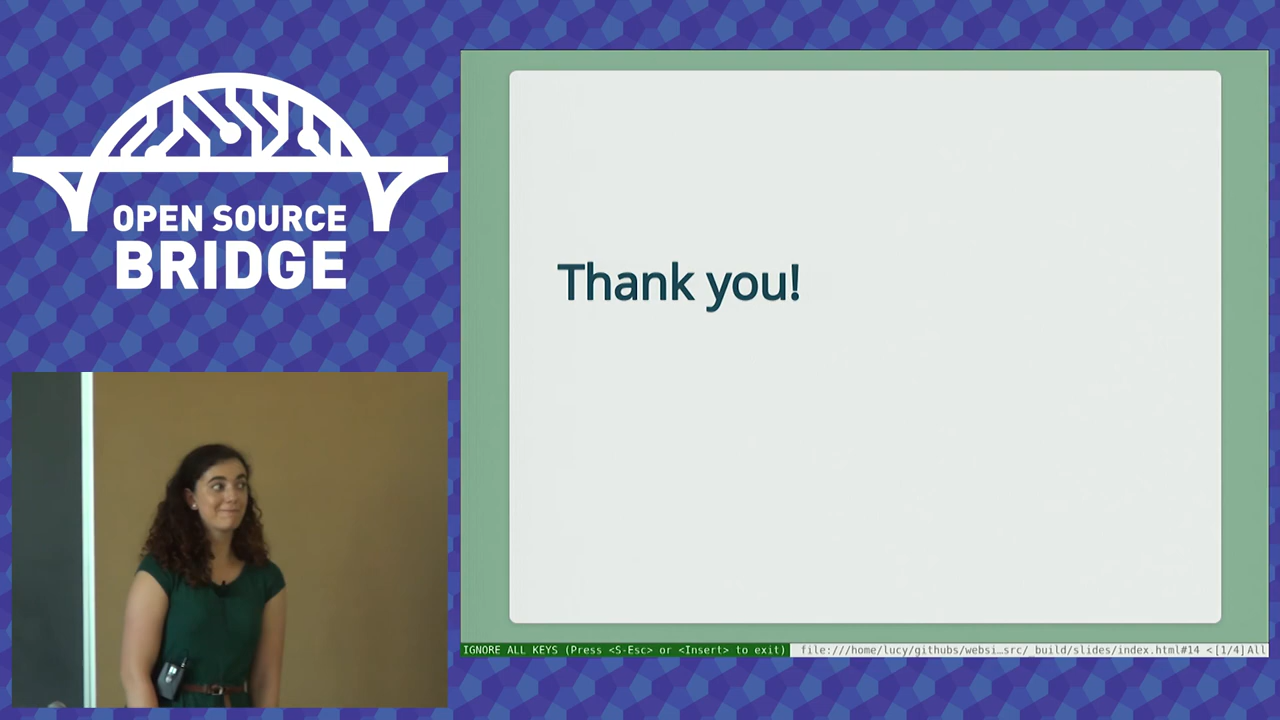 OPEN SOURCE
BRIDGE
Thank you!
IGNORE ALL KEYS (Press <S-Esc> or <Insert> to exit) file:///home/lucy/githubs/websi…src/_build/slides/index.html#14 <[1/4]All